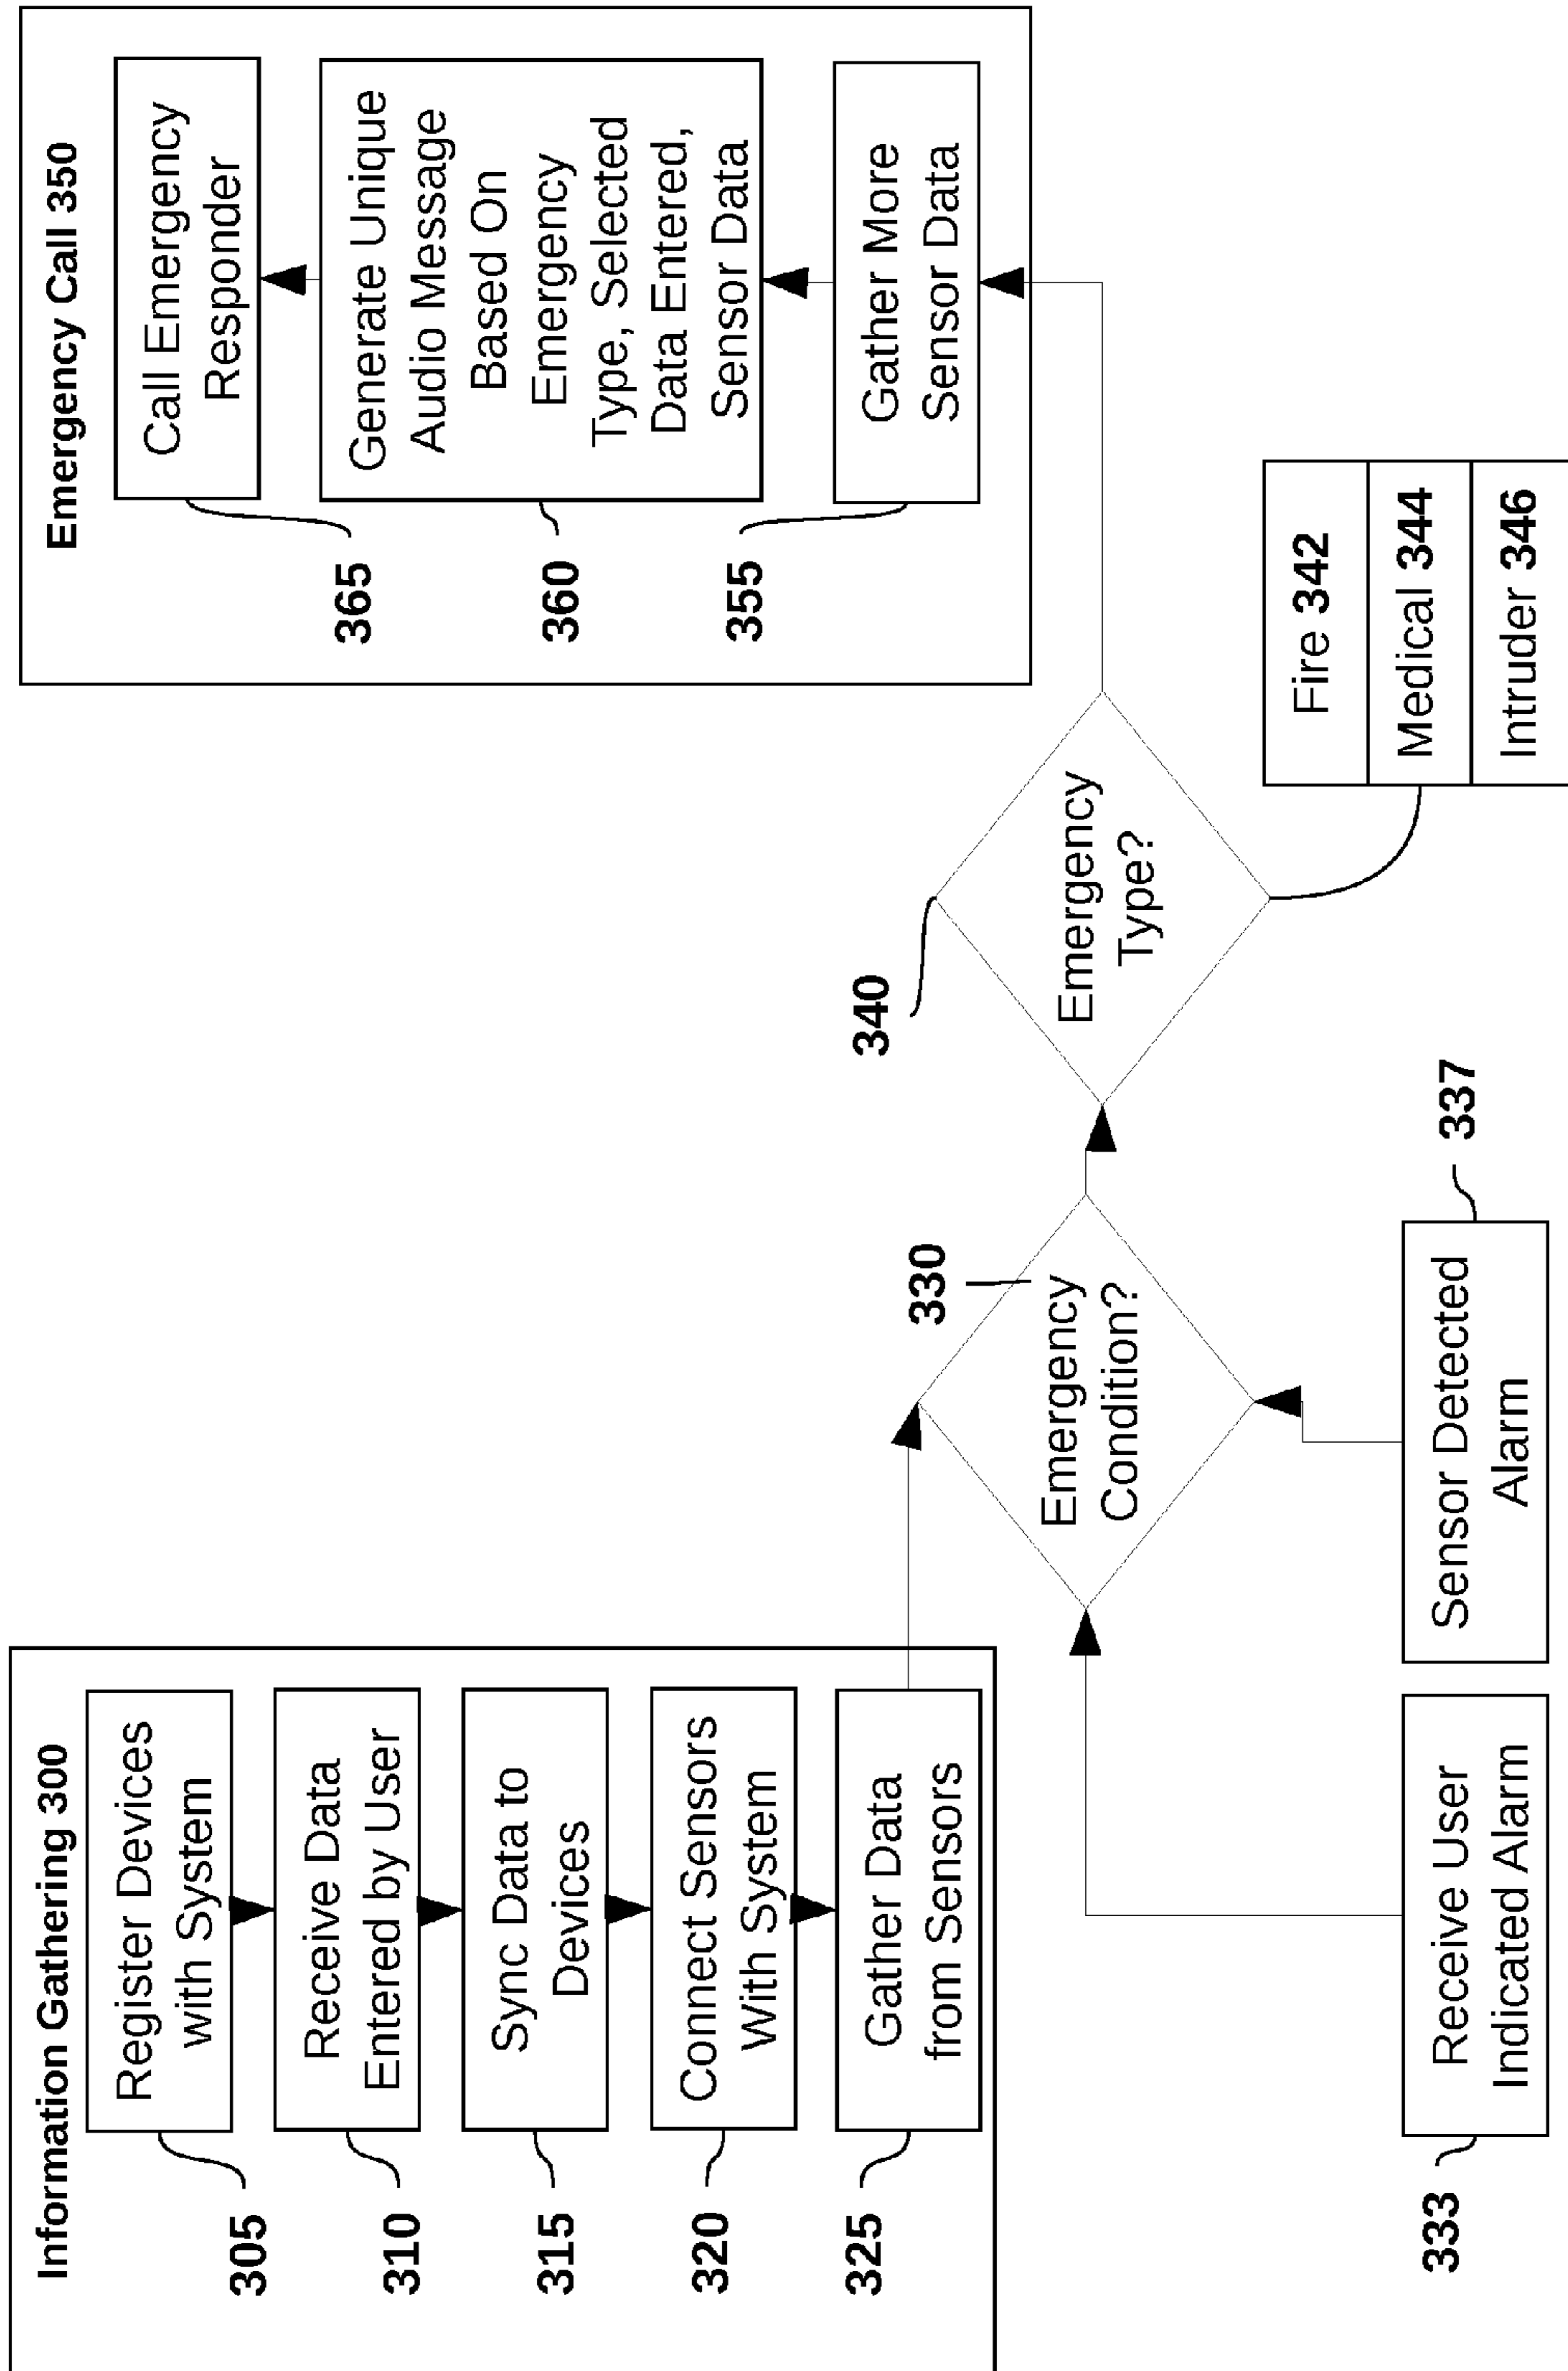 Information Gathering 300
Register Devices
with System
305
Receive Data
Entered by User
310
Sync Data to
Devices
315
Connect Sensors
With System
320
Gather Data
from Sensors
325
Receive User
Indicated Alarm
333
Sensor Detected
Alarm
337
Emergency
Condition?
330
Emergency
Type?
340
Fire 342
Medical 344
Intruder 346
Emergency Call 350
Call Emergency
Responder
365
Generate Unique
Audio Message
Based On
Emergency
Type, Selected
Data Entered,
Sensor Data
360
Gather More
Sensor Data
355